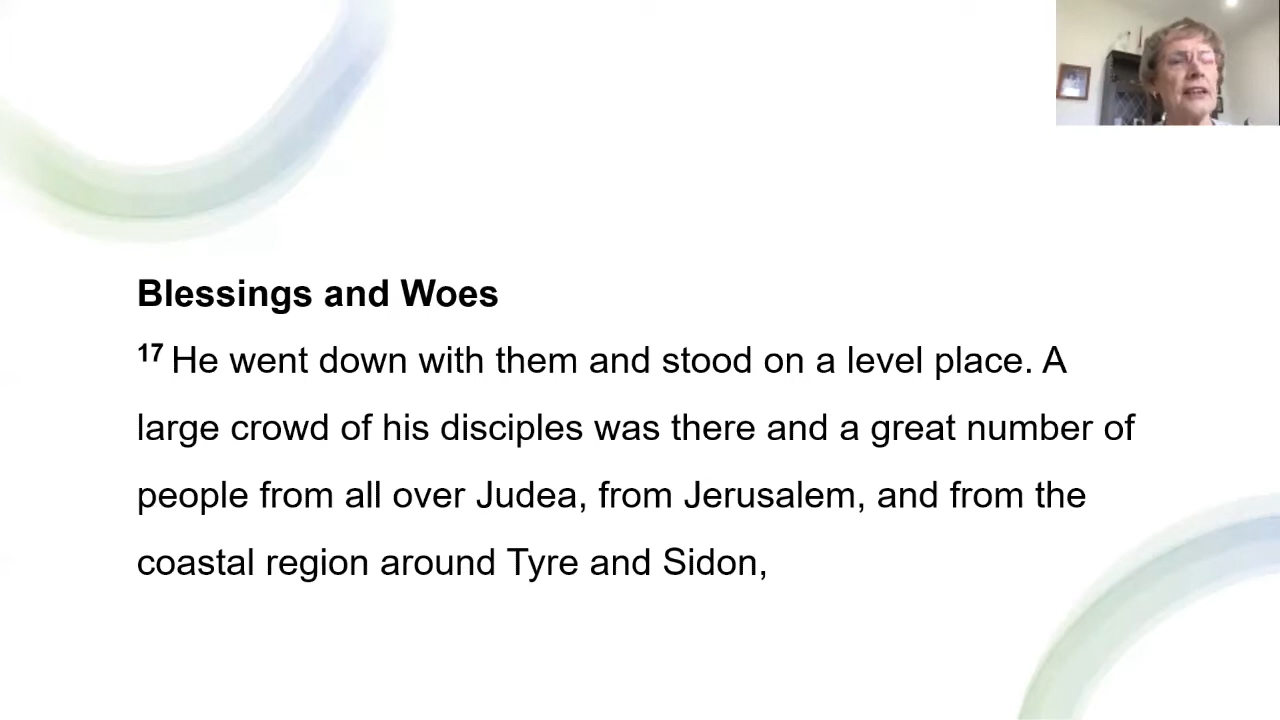 Blessings and Woes
17 He went down with them and stood on a level place. A
large crowd of his disciples was there and a great number of
people from all over Judea, from Jerusalem, and from the
coastal region around Tyre and Sidon,